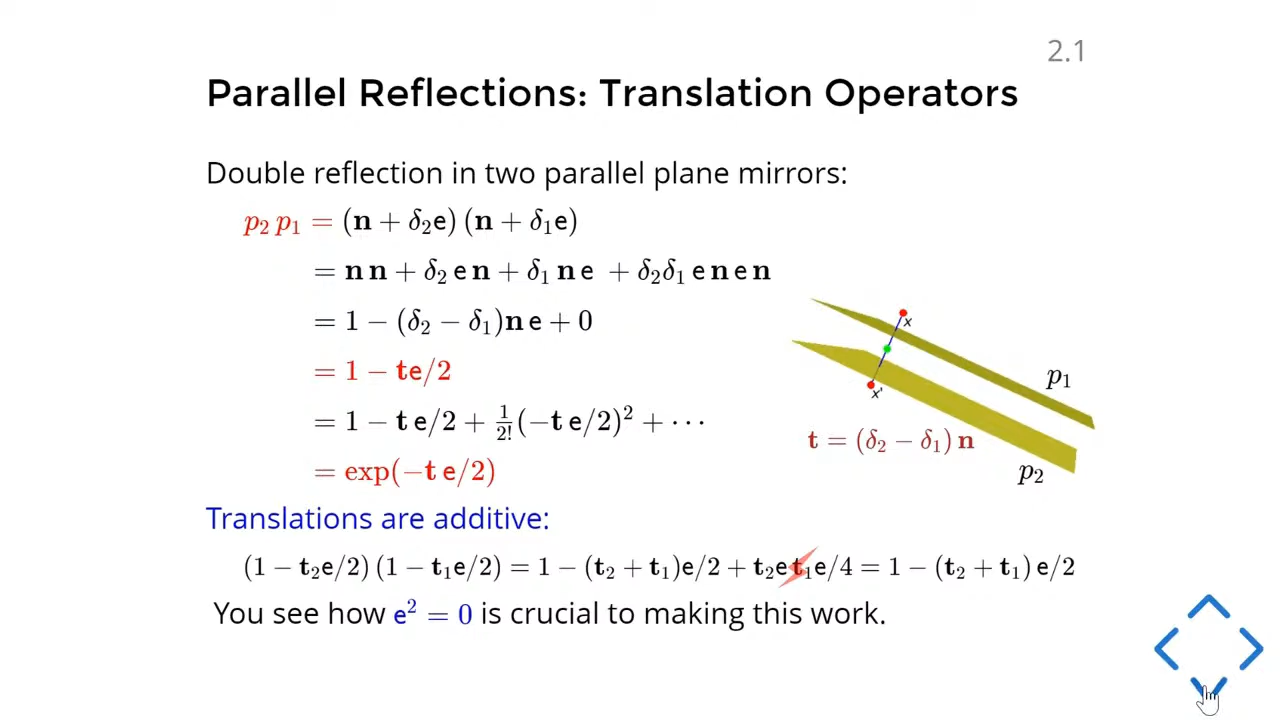 2.1
Parallel Reflections: Translation Operators
Double reflection in two parallel plane mirrors:
p₂ p₁ = (n + δ₂e) (n + δ₁e)
= n n + δ₂ e n + δ₁ n e + δ₂δ₁ e n e n
= 1 − (δ₂ − δ₁)n e + 0
= 1 − te/2
= 1 − t e/2 + 1/2! (−t e/2)² + ⋯
= exp(−t e/2)
x
x'
p₁
t = (δ₂ − δ₁) n
p₂
Translations are additive:
(1 − t₂e/2) (1 − t₁e/2) = 1 − (t₂ + t₁)e/2 + t₂e t₁e/4 = 1 − (t₂ + t₁) e/2
You see how e² = 0 is crucial to making this work.